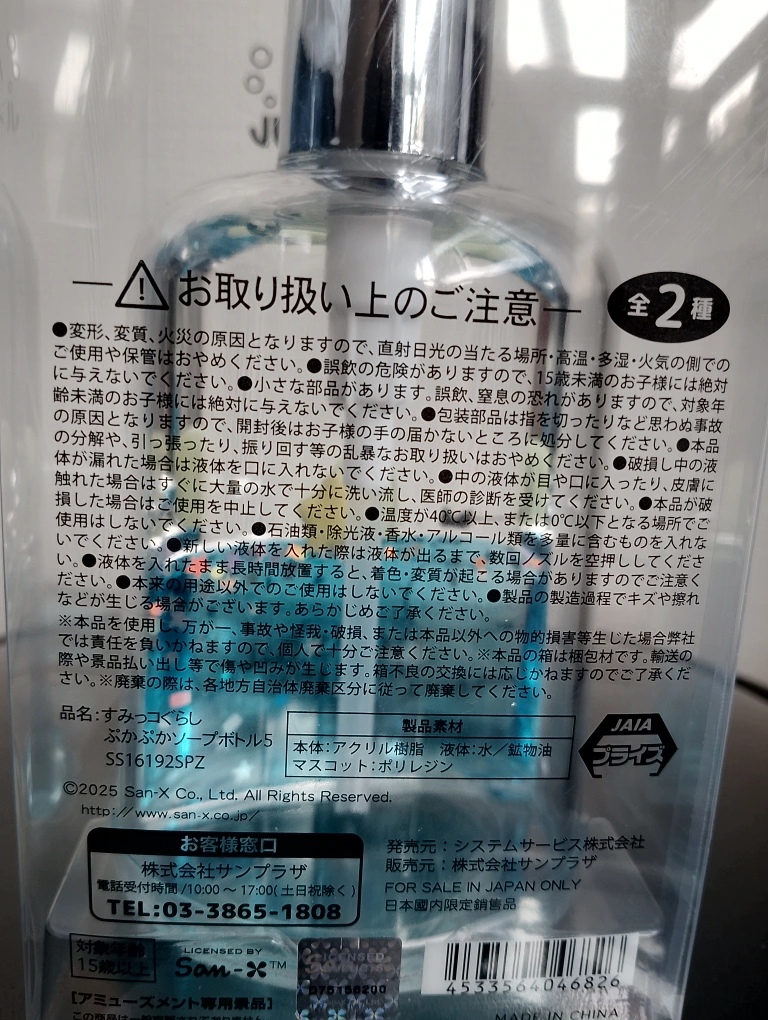 お取り扱い上のご注意
全2種
●変形、変質、火災の原因となりますので、直射日光の当たる場所・高温・多湿・火気の側での
ご使用や保管はおやめください。●誤飲の危険がありますので、15歳未満のお子様には絶対
に与えないでください。●小さな部品があります。誤飲、窒息の恐れがありますので、対象年
齢未満のお子様には絶対に与えないでください。●包装部品は指を切ったりなど思わぬ事故
の原因となりますので、開封後はお子様の手の届かないところに処分してください。●本品
の分解や、引っ張ったり、振り回す等の乱暴なお取り扱いはおやめください。●破損し中の液
体が漏れた場合は液体を口に入れないでください。●中の液体が目や口に入ったり、皮膚に
触れた場合はすぐに大量の水で十分に洗い流し、医師の診断を受けてください。●本品が破
損した場合はご使用を中止してください。●温度が40℃以上、または0℃以下となる場所でご
使用はしないでください。●石油類・除光液・香水・アルコール類を多量に含むものを入れな
いでください。●新しい液体を入れた際は液体が出るまで、数回ノズルを空押ししてくださ
い。●液体を入れたまま長時間放置すると、着色・変質が起こる場合がありますのでご注意く
ださい。●本来の用途以外でのご使用はしないでください。●製品の製造過程でキズや擦れ
などが生じる場合がございます。あらかじめご了承ください。
※本品を使用し、万が一、事故や怪我・破損、または本品以外への物的損害等生じた場合弊社
では責任を負いかねますので、個人で十分ご注意ください。※本品の箱は梱包材です。輸送の
際や景品払い出し等で傷や凹みが生じます。箱不良の交換には応じかねますのでご了承くだ
さい。※廃棄の際は、各地方自治体廃棄区分に従って廃棄してください。
品名：すみっコぐらし
ぷかぷかソープボトル5
SS16192SPZ
製品素材
本体：アクリル樹脂 液体：水／鉱物油
マスコット：ポリレジン
JAIA
プライズ
©2025 San-X Co., Ltd. All Rights Reserved.
http://www.san-x.co.jp/
お客様窓口
株式会社サンプラザ
電話受付時間/10:00～17:00(土日祝除く)
TEL:03-3865-1808
発売元：システムサービス株式会社
販売元：株式会社サンプラザ
FOR SALE IN JAPAN ONLY
日本國内限定銷售品
対象年齢
15歳以上
LICENSED BY
San-X™
LICENSED
4533564046826
MADE IN CHINA
【アミューズメント専用景品】